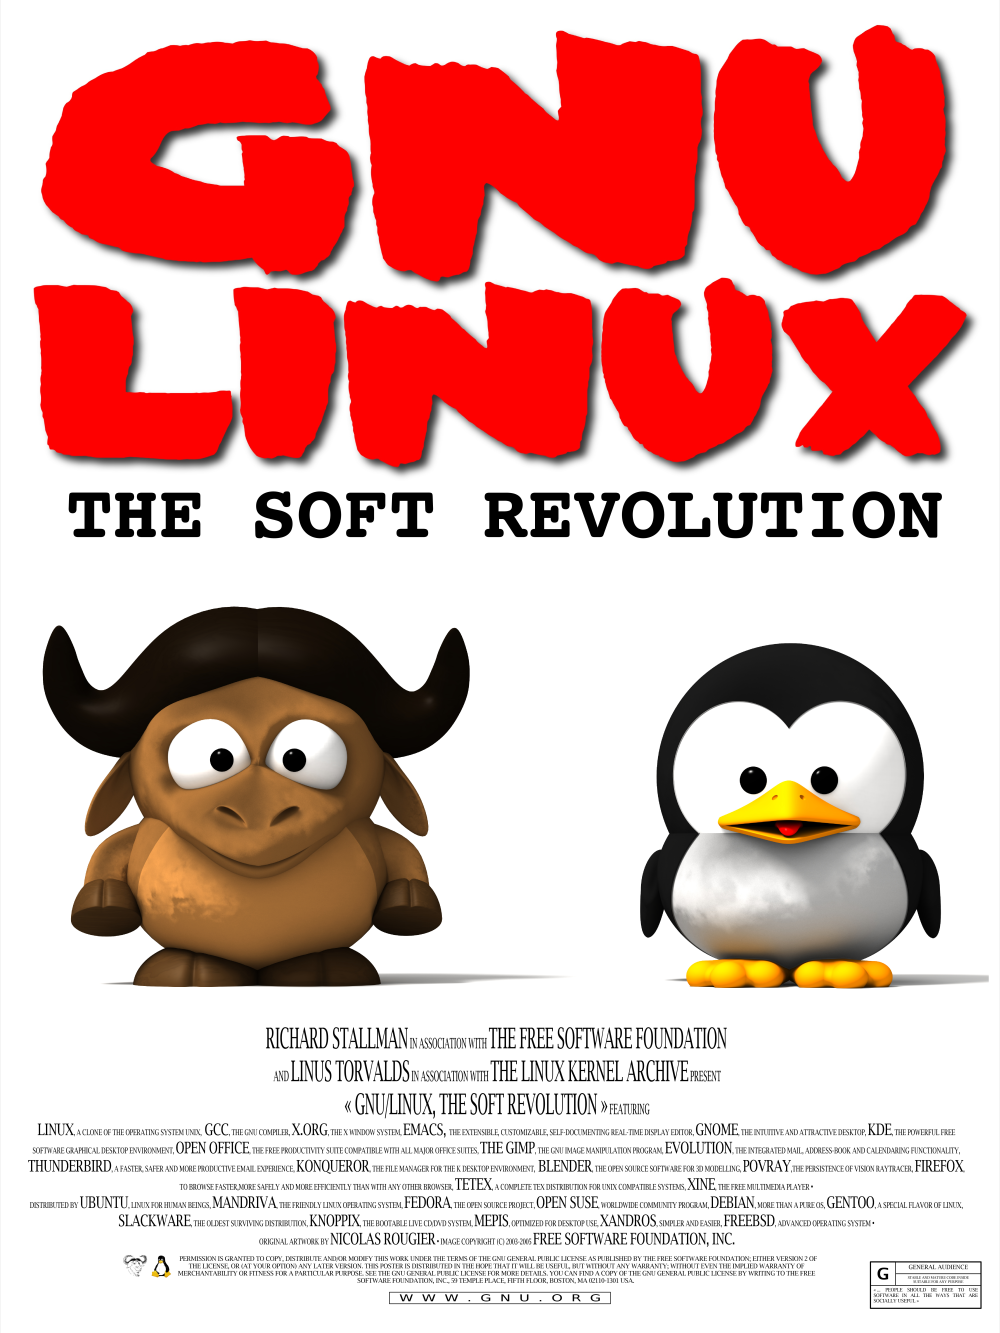 GNU
LINUX
THE SOFT REVOLUTION
RICHARD STALLMAN IN ASSOCIATION WITH THE FREE SOFTWARE FOUNDATION
AND LINUS TORVALDS IN ASSOCIATION WITH THE LINUX KERNEL ARCHIVE PRESENT
« GNU/LINUX, THE SOFT REVOLUTION » FEATURING
LINUX, A CLONE OF THE OPERATING SYSTEM UNIX, GCC, THE GNU COMPILER, X.ORG, THE X WINDOW SYSTEM, EMACS, THE EXTENSIBLE, CUSTOMIZABLE, SELF-DOCUMENTING REAL-TIME DISPLAY EDITOR, GNOME, THE INTUITIVE AND ATTRACTIVE DESKTOP, KDE, THE POWERFUL FREE
SOFTWARE GRAPHICAL DESKTOP ENVIRONMENT, OPEN OFFICE, THE FREE PRODUCTIVITY SUITE COMPATIBLE WITH ALL MAJOR OFFICE SUITES, THE GIMP, THE GNU IMAGE MANIPULATION PROGRAM, EVOLUTION, THE INTEGRATED MAIL, ADDRESS-BOOK AND CALENDARING FUNCTIONALITY,
THUNDERBIRD, A FASTER, SAFER AND MORE PRODUCTIVE EMAIL EXPERIENCE, KONQUEROR, THE FILE MANAGER FOR THE K DESKTOP ENVIRONMENT, BLENDER, THE OPEN SOURCE SOFTWARE FOR 3D MODELLING, POVRAY, THE PERSISTENCE OF VISION RAYTRACER, FIREFOX
TO BROWSE FASTER, MORE SAFELY AND MORE EFFICIENTLY THAN WITH ANY OTHER BROWSER, TETEX, A COMPLETE TEX DISTRIBUTION FOR UNIX COMPATIBLE SYSTEMS, XINE, THE FREE MULTIMEDIA PLAYER •
DISTRIBUTED BY UBUNTU, LINUX FOR HUMAN BEINGS, MANDRIVA, THE FRIENDLY LINUX OPERATING SYSTEM, FEDORA, THE OPEN SOURCE PROJECT, OPEN SUSE, WORLDWIDE COMMUNITY PROGRAM, DEBIAN, MORE THAN A PURE OS, GENTOO, A SPECIAL FLAVOR OF LINUX,
SLACKWARE, THE OLDEST SURVIVING DISTRIBUTION, KNOPPIX, THE BOOTABLE LIVE CD/DVD SYSTEM, MEPIS, OPTIMIZED FOR DESKTOP USE, XANDROS, SIMPLER AND EASIER, FREEBSD, ADVANCED OPERATING SYSTEM •
ORIGINAL ARTWORK BY NICOLAS ROUGIER • IMAGE COPYRIGHT (C) 2003-2005 FREE SOFTWARE FOUNDATION, INC.
PERMISSION IS GRANTED TO COPY, DISTRIBUTE AND/OR MODIFY THIS WORK UNDER THE TERMS OF THE GNU GENERAL PUBLIC LICENSE AS PUBLISHED BY THE FREE SOFTWARE FOUNDATION; EITHER VERSION 2 OF
THE LICENSE, OR (AT YOUR OPTION) ANY LATER VERSION. THIS POSTER IS DISTRIBUTED IN THE HOPE THAT IT WILL BE USEFUL, BUT WITHOUT ANY WARRANTY; WITHOUT EVEN THE IMPLIED WARRANTY OF
MERCHANTABILITY OR FITNESS FOR A PARTICULAR PURPOSE. SEE THE GNU GENERAL PUBLIC LICENSE FOR MORE DETAILS. YOU CAN FIND A COPY OF THE GNU GENERAL PUBLIC LICENSE BY WRITING TO THE FREE
SOFTWARE FOUNDATION, INC., 59 TEMPLE PLACE, FIFTH FLOOR, BOSTON, MA 02110-1301 USA.
WWW.GNU.ORG
G
GENERAL AUDIENCE
STABLE AND MATURE CODE INSIDE
SUITABLE FOR ANY PURPOSE
«... PEOPLE SHOULD BE FREE TO USE
SOFTWARE IN ALL THE WAYS THAT ARE
SOCIALLY USEFUL »